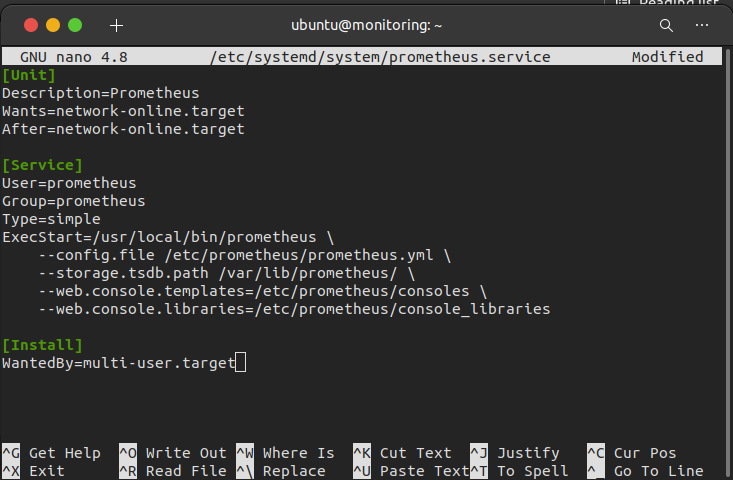 Reading list
ubuntu@monitoring: ~
GNU nano 4.8 /etc/systemd/system/prometheus.service Modified
[Unit]
Description=Prometheus
Wants=network-online.target
After=network-online.target
[Service]
User=prometheus
Group=prometheus
Type=simple
ExecStart=/usr/local/bin/prometheus \
    --config.file /etc/prometheus/prometheus.yml \
    --storage.tsdb.path /var/lib/prometheus/ \
    --web.console.templates=/etc/prometheus/consoles \
    --web.console.libraries=/etc/prometheus/console_libraries
[Install]
WantedBy=multi-user.target
^G Get Help ^O Write Out ^W Where Is ^K Cut Text ^J Justify ^C Cur Pos
^X Exit ^R Read File ^\ Replace ^U Paste Text ^T To Spell ^_ Go To Line